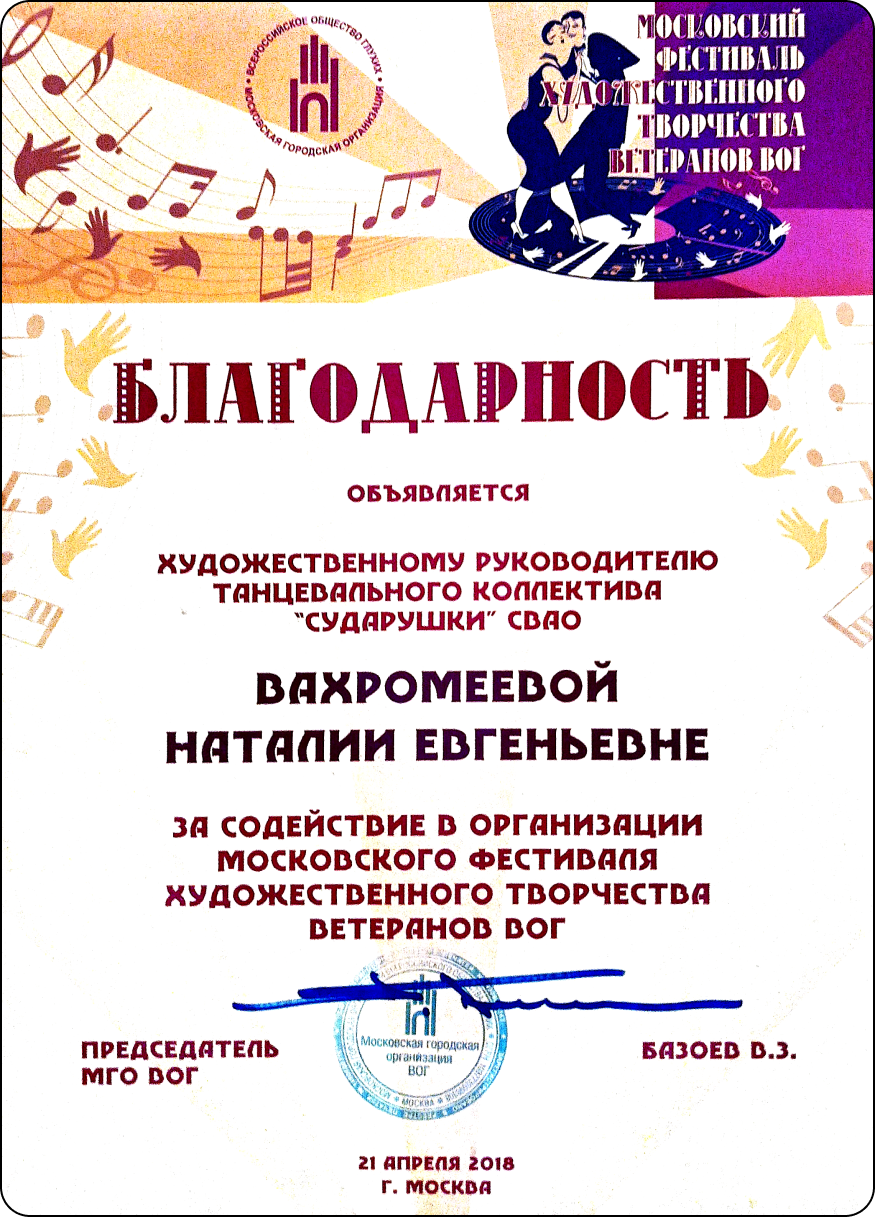 ВСЕРОССИЙСКОЕ ОБЩЕСТВО ГЛУХИХ
МОСКОВСКАЯ ГОРОДСКАЯ ОРГАНИЗАЦИЯ
МОСКОВСКИЙ
ФЕСТИВАЛЬ
ХУДОЖЕСТВЕННОГО
ТВОРЧЕСТВА
ВЕТЕРАНОВ ВОГ
БЛАГОДАРНОСТЬ
ОБЪЯВЛЯЕТСЯ
ХУДОЖЕСТВЕННОМУ РУКОВОДИТЕЛЮ
ТАНЦЕВАЛЬНОГО КОЛЛЕКТИВА
"СУДАРУШКИ" СВАО
ВАХРОМЕЕВОЙ
НАТАЛИИ ЕВГЕНЬЕВНЕ
ЗА СОДЕЙСТВИЕ В ОРГАНИЗАЦИИ
МОСКОВСКОГО ФЕСТИВАЛЯ
ХУДОЖЕСТВЕННОГО ТВОРЧЕСТВА
ВЕТЕРАНОВ ВОГ
Московская городская
организация
ВОГ
МОСКВА
ПРЕДСЕДАТЕЛЬ
МГО ВОГ
БАЗОЕВ В.З.
21 АПРЕЛЯ 2018
Г. МОСКВА